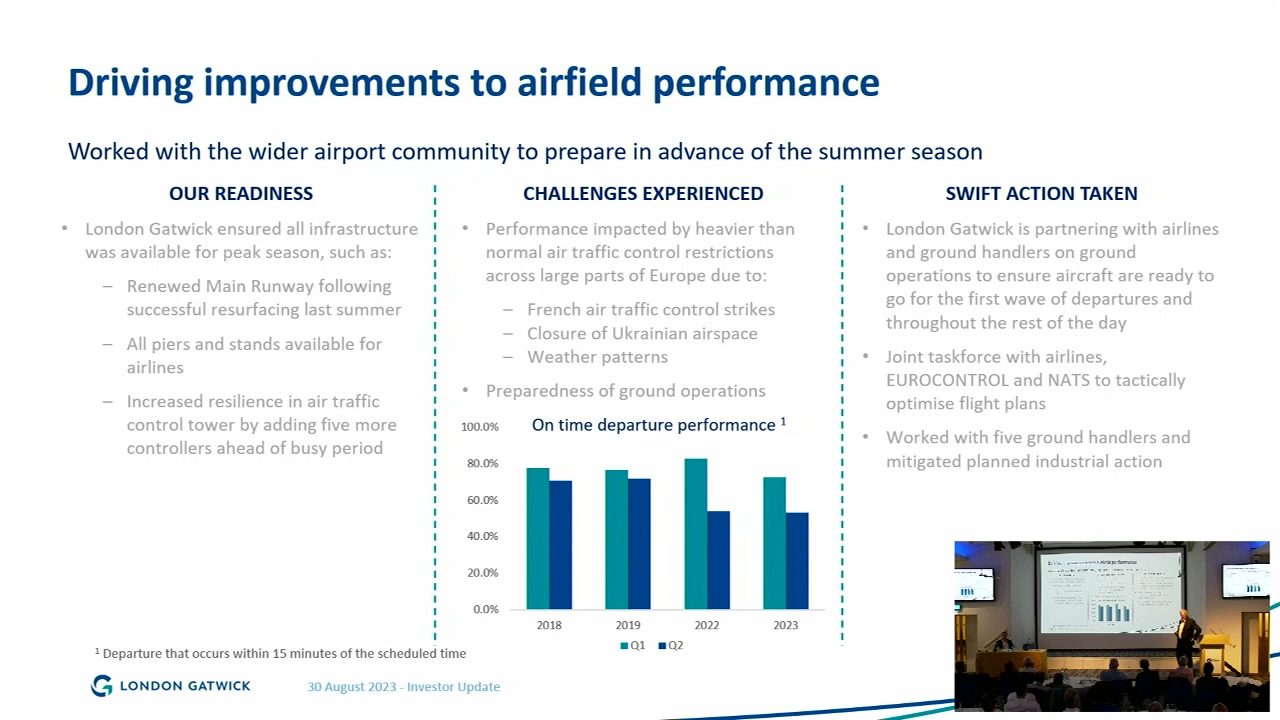 Driving improvements to airfield performance
Worked with the wider airport community to prepare in advance of the summer season
OUR READINESS
• London Gatwick ensured all infrastructure
was available for peak season, such as:
– Renewed Main Runway following
successful resurfacing last summer
– All piers and stands available for
airlines
– Increased resilience in air traffic
control tower by adding five more
controllers ahead of busy period
CHALLENGES EXPERIENCED
• Performance impacted by heavier than
normal air traffic control restrictions
across large parts of Europe due to:
– French air traffic control strikes
– Closure of Ukrainian airspace
– Weather patterns
• Preparedness of ground operations
On time departure performance 1
100.0%
80.0%
60.0%
40.0%
20.0%
0.0%
2018 2019 2022 2023
Q1 Q2
SWIFT ACTION TAKEN
• London Gatwick is partnering with airlines
and ground handlers on ground
operations to ensure aircraft are ready to
go for the first wave of departures and
throughout the rest of the day
• Joint taskforce with airlines,
EUROCONTROL and NATS to tactically
optimise flight plans
• Worked with five ground handlers and
mitigated planned industrial action
1 Departure that occurs within 15 minutes of the scheduled time
LONDON GATWICK
30 August 2023 - Investor Update